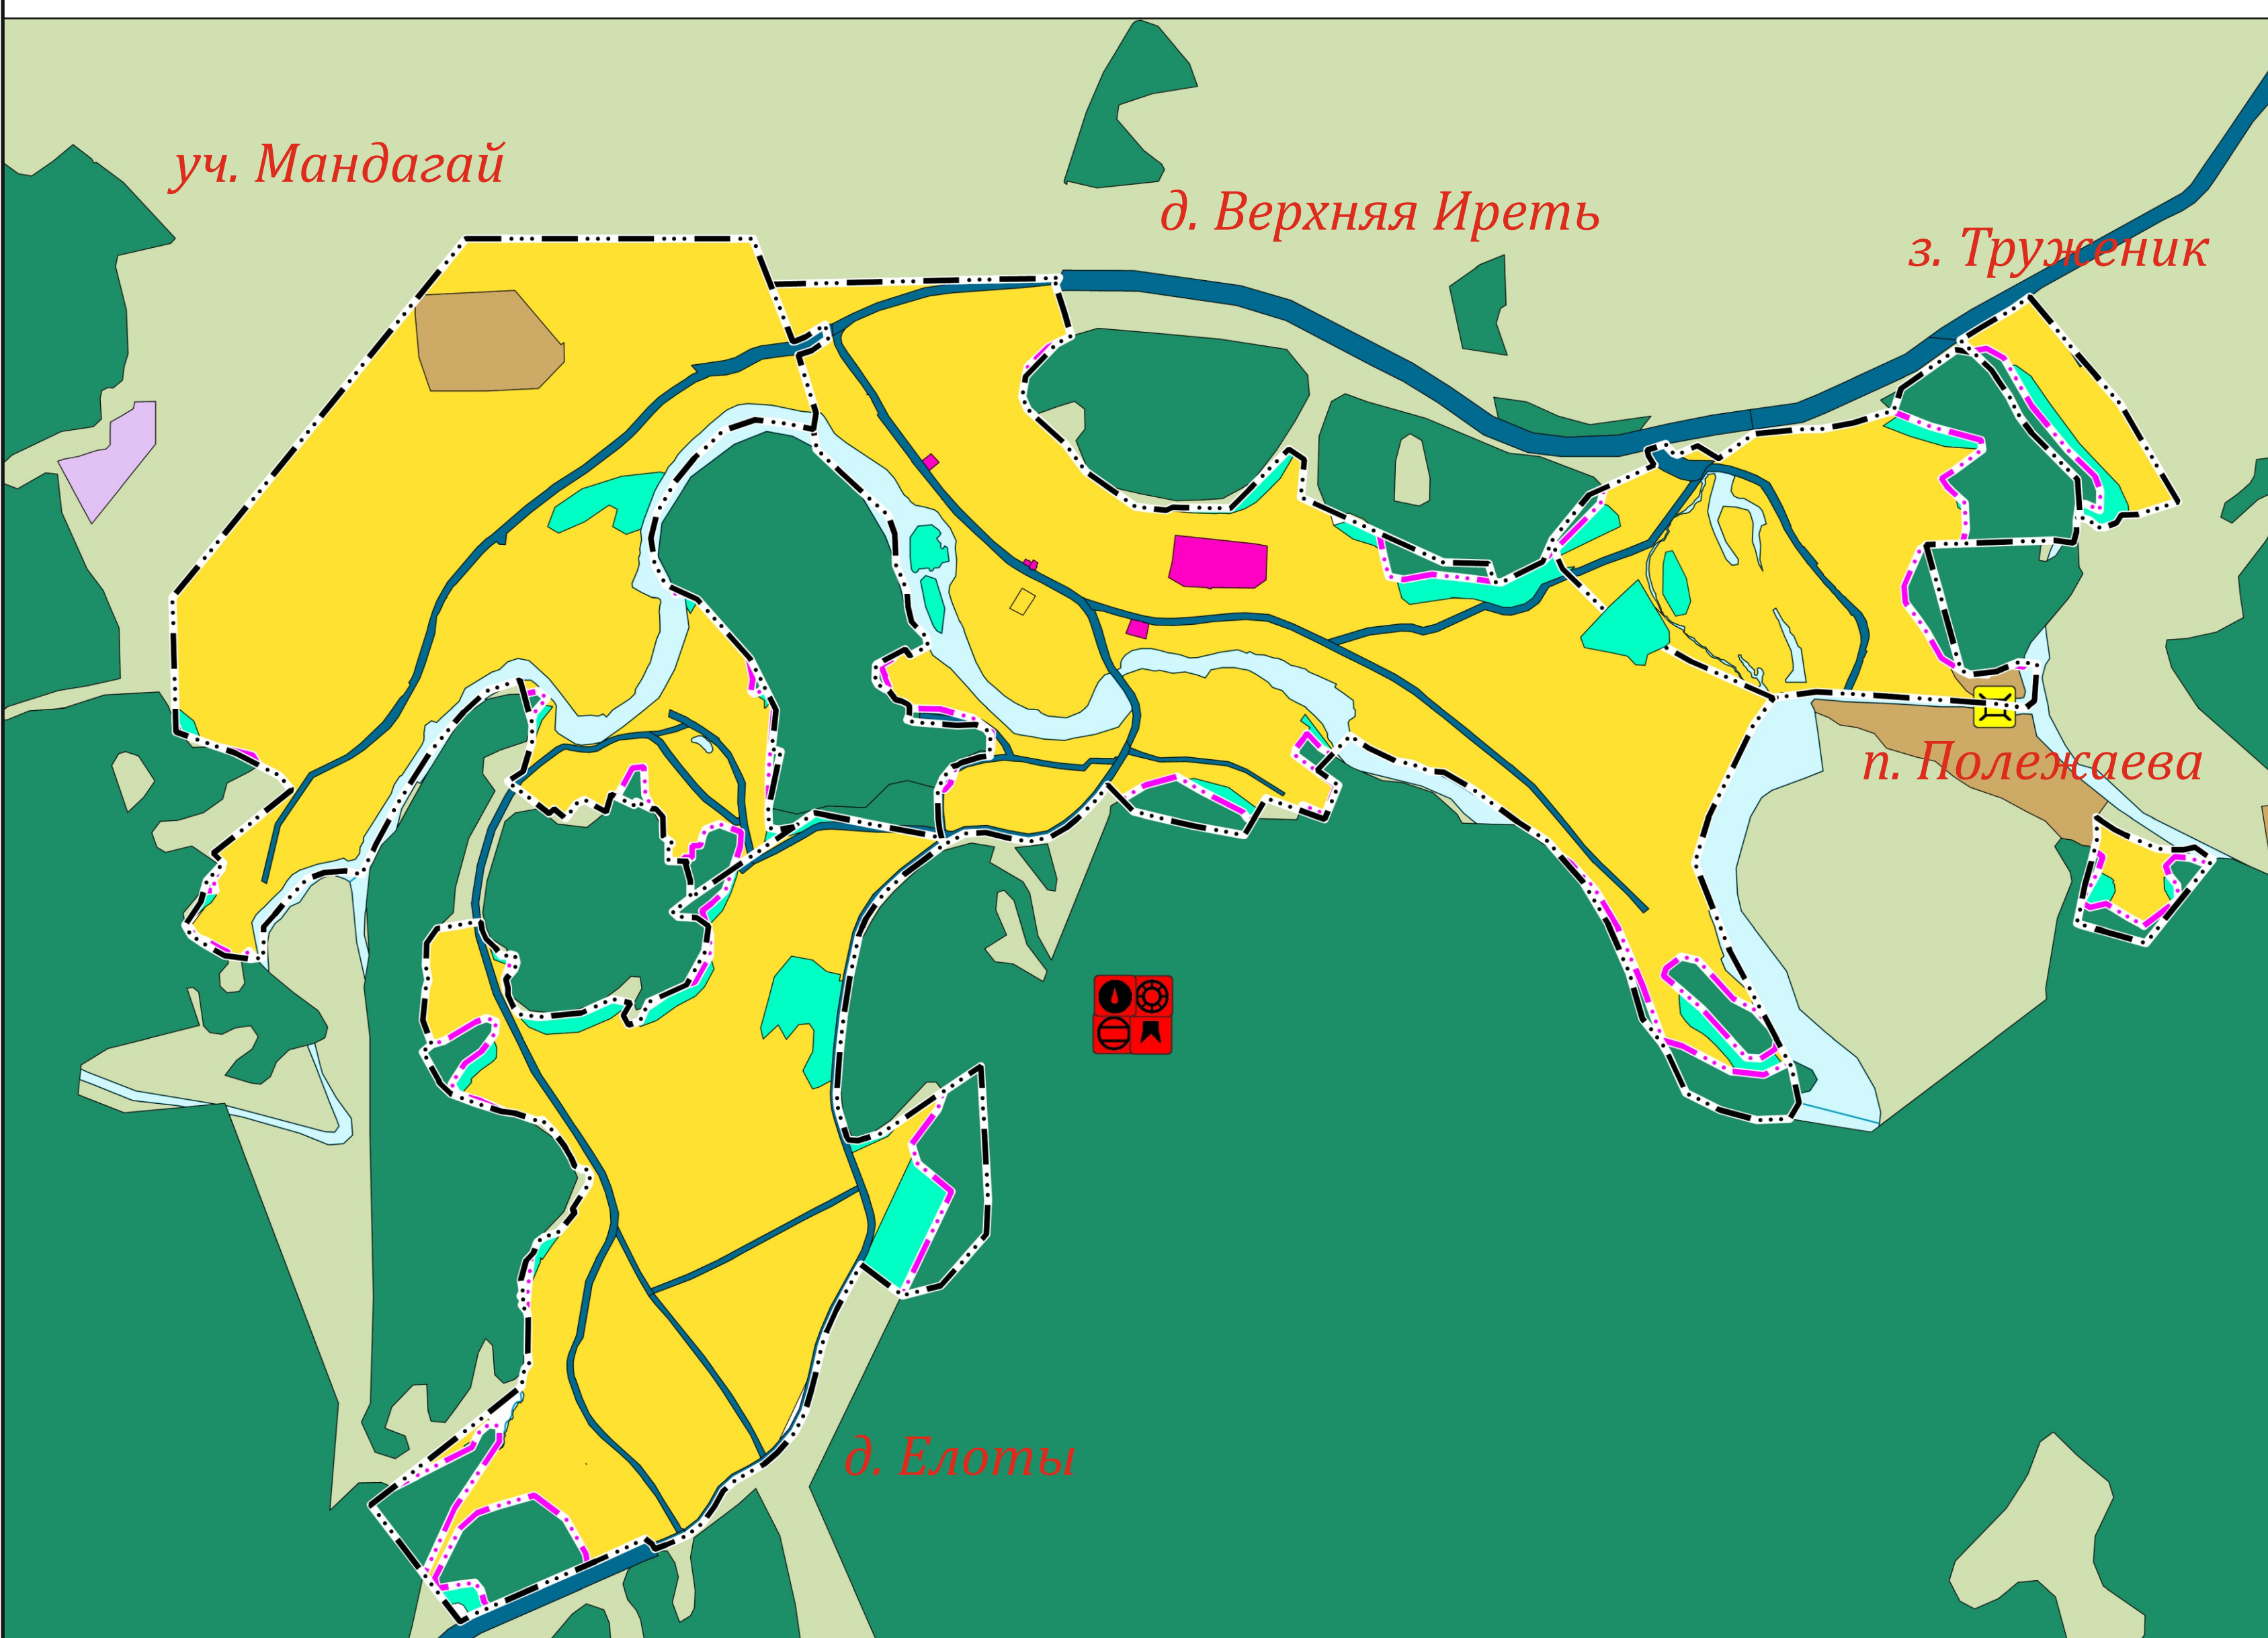 уч. Мандагай
д. Верхняя Иреть
з. Труженик
п. Полежаева
д. Елоты